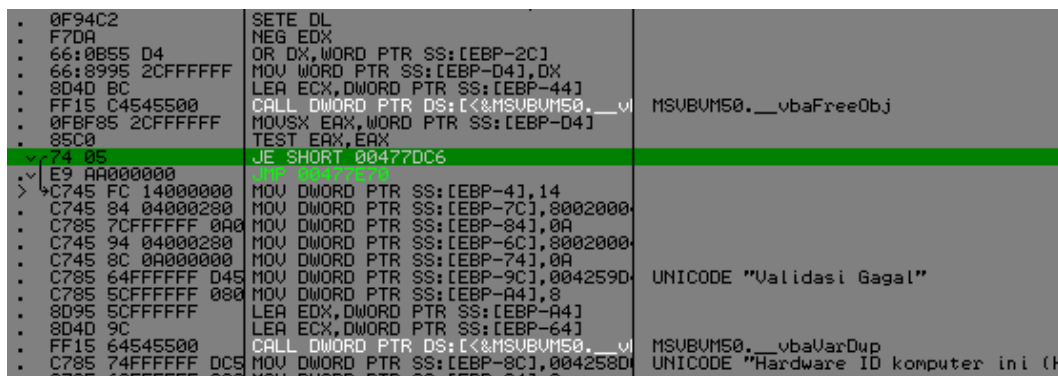 0F94C2 SETE DL
F7DA NEG EDX
66:0B55 D4 OR DX,WORD PTR SS:[EBP-2C]
66:8995 2CFFFFFF MOV WORD PTR SS:[EBP-D4],DX
8D4D BC LEA ECX,DWORD PTR SS:[EBP-44]
FF15 C4545500 CALL DWORD PTR DS:[<&MSVBVM50.__v MSVBVM50.__vbaFreeObj
0FBF85 2CFFFFFF MOVSX EAX,WORD PTR SS:[EBP-D4]
85C0 TEST EAX,EAX
74 05 JE SHORT 00477DC6
E9 AA000000 JMP 00477E70
C745 FC 14000000 MOV DWORD PTR SS:[EBP-4],14
C745 84 04000280 MOV DWORD PTR SS:[EBP-7C],8002000
C785 7CFFFFFF 0A0 MOV DWORD PTR SS:[EBP-84],0A
C745 94 04000280 MOV DWORD PTR SS:[EBP-6C],8002000
C745 8C 0A000000 MOV DWORD PTR SS:[EBP-74],0A
C785 64FFFFFF D45 MOV DWORD PTR SS:[EBP-9C],004259D UNICODE "Validasi Gagal"
C785 5CFFFFFF 080 MOV DWORD PTR SS:[EBP-A4],8
8D95 5CFFFFFF LEA EDX,DWORD PTR SS:[EBP-A4]
8D4D 9C LEA ECX,DWORD PTR SS:[EBP-64]
FF15 64545500 CALL DWORD PTR DS:[<&MSVBVM50.__v MSVBVM50.__vbaVarDup
C785 74FFFFFF DC5 MOV DWORD PTR SS:[EBP-8C],004258D UNICODE "Hardware ID komputer ini (